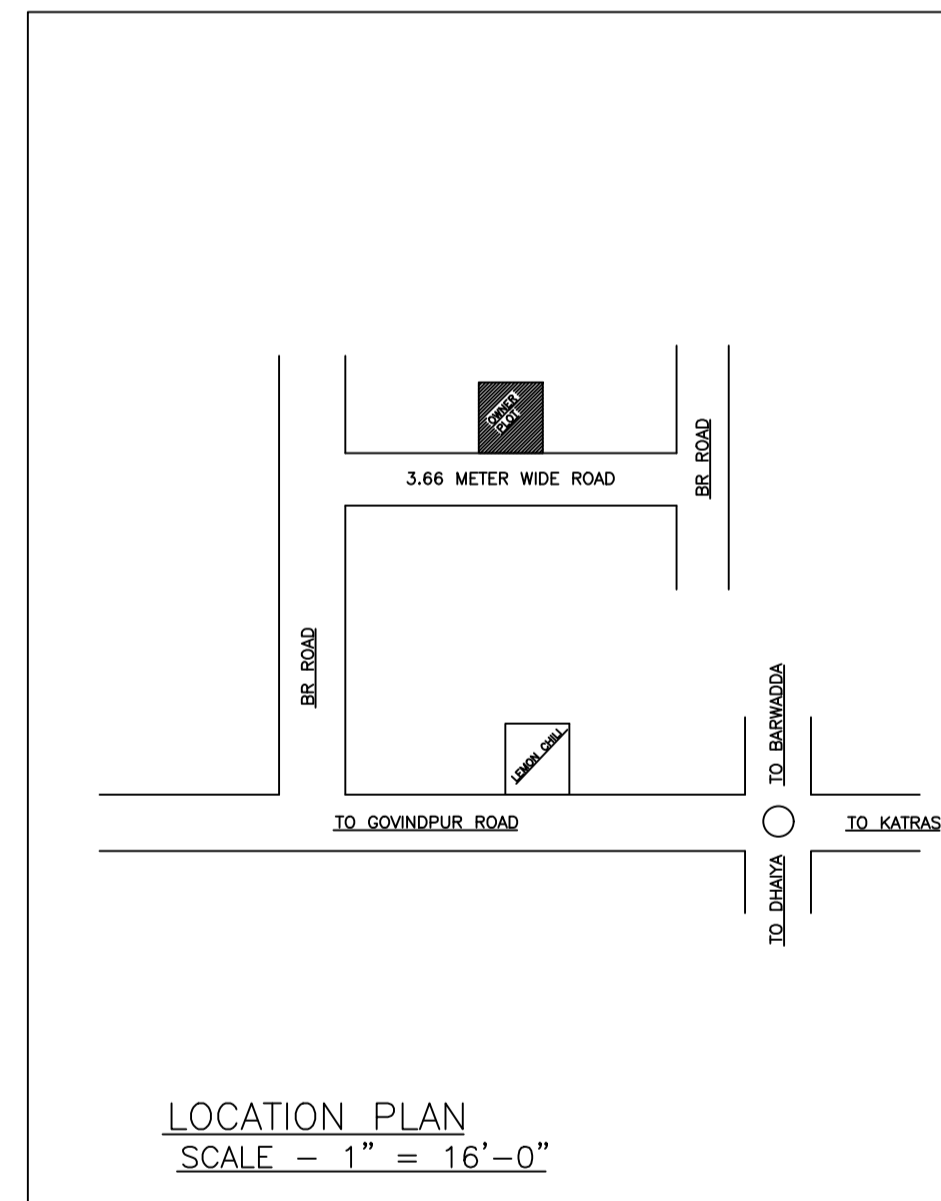 OWNER
PLOT
3.66 METER WIDE ROAD
BR ROAD
BR ROAD
LEMON CHILI
TO BARWADDA
TO GOVINDPUR ROAD
TO KATRAS
TO DHAIYA
LOCATION PLAN
SCALE - 1" = 16'-0"